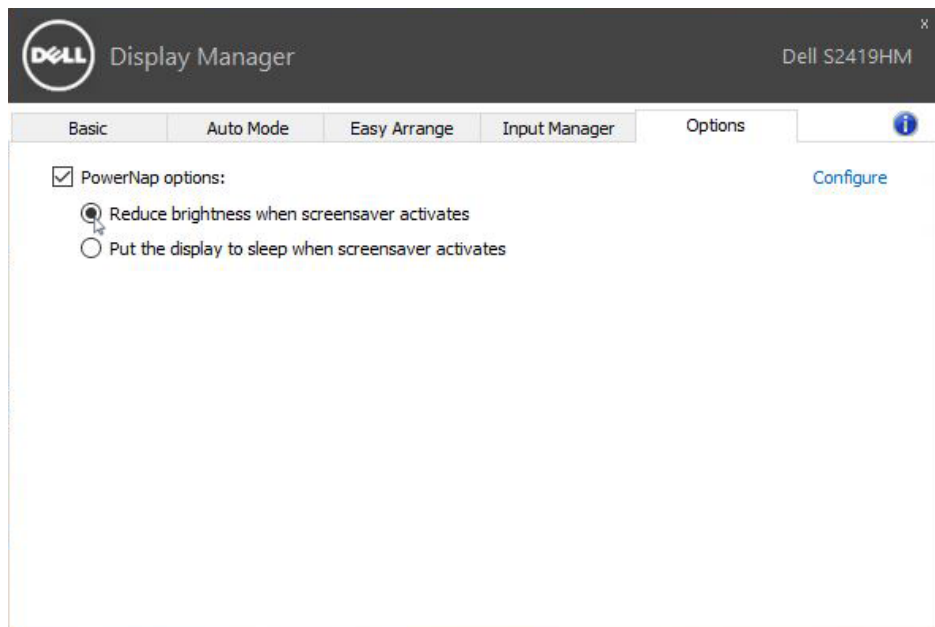 x
DELL Display Manager Dell S2419HM
Basic Auto Mode Easy Arrange Input Manager Options i
PowerNap options: Configure
Reduce brightness when screensaver activates
Put the display to sleep when screensaver activates